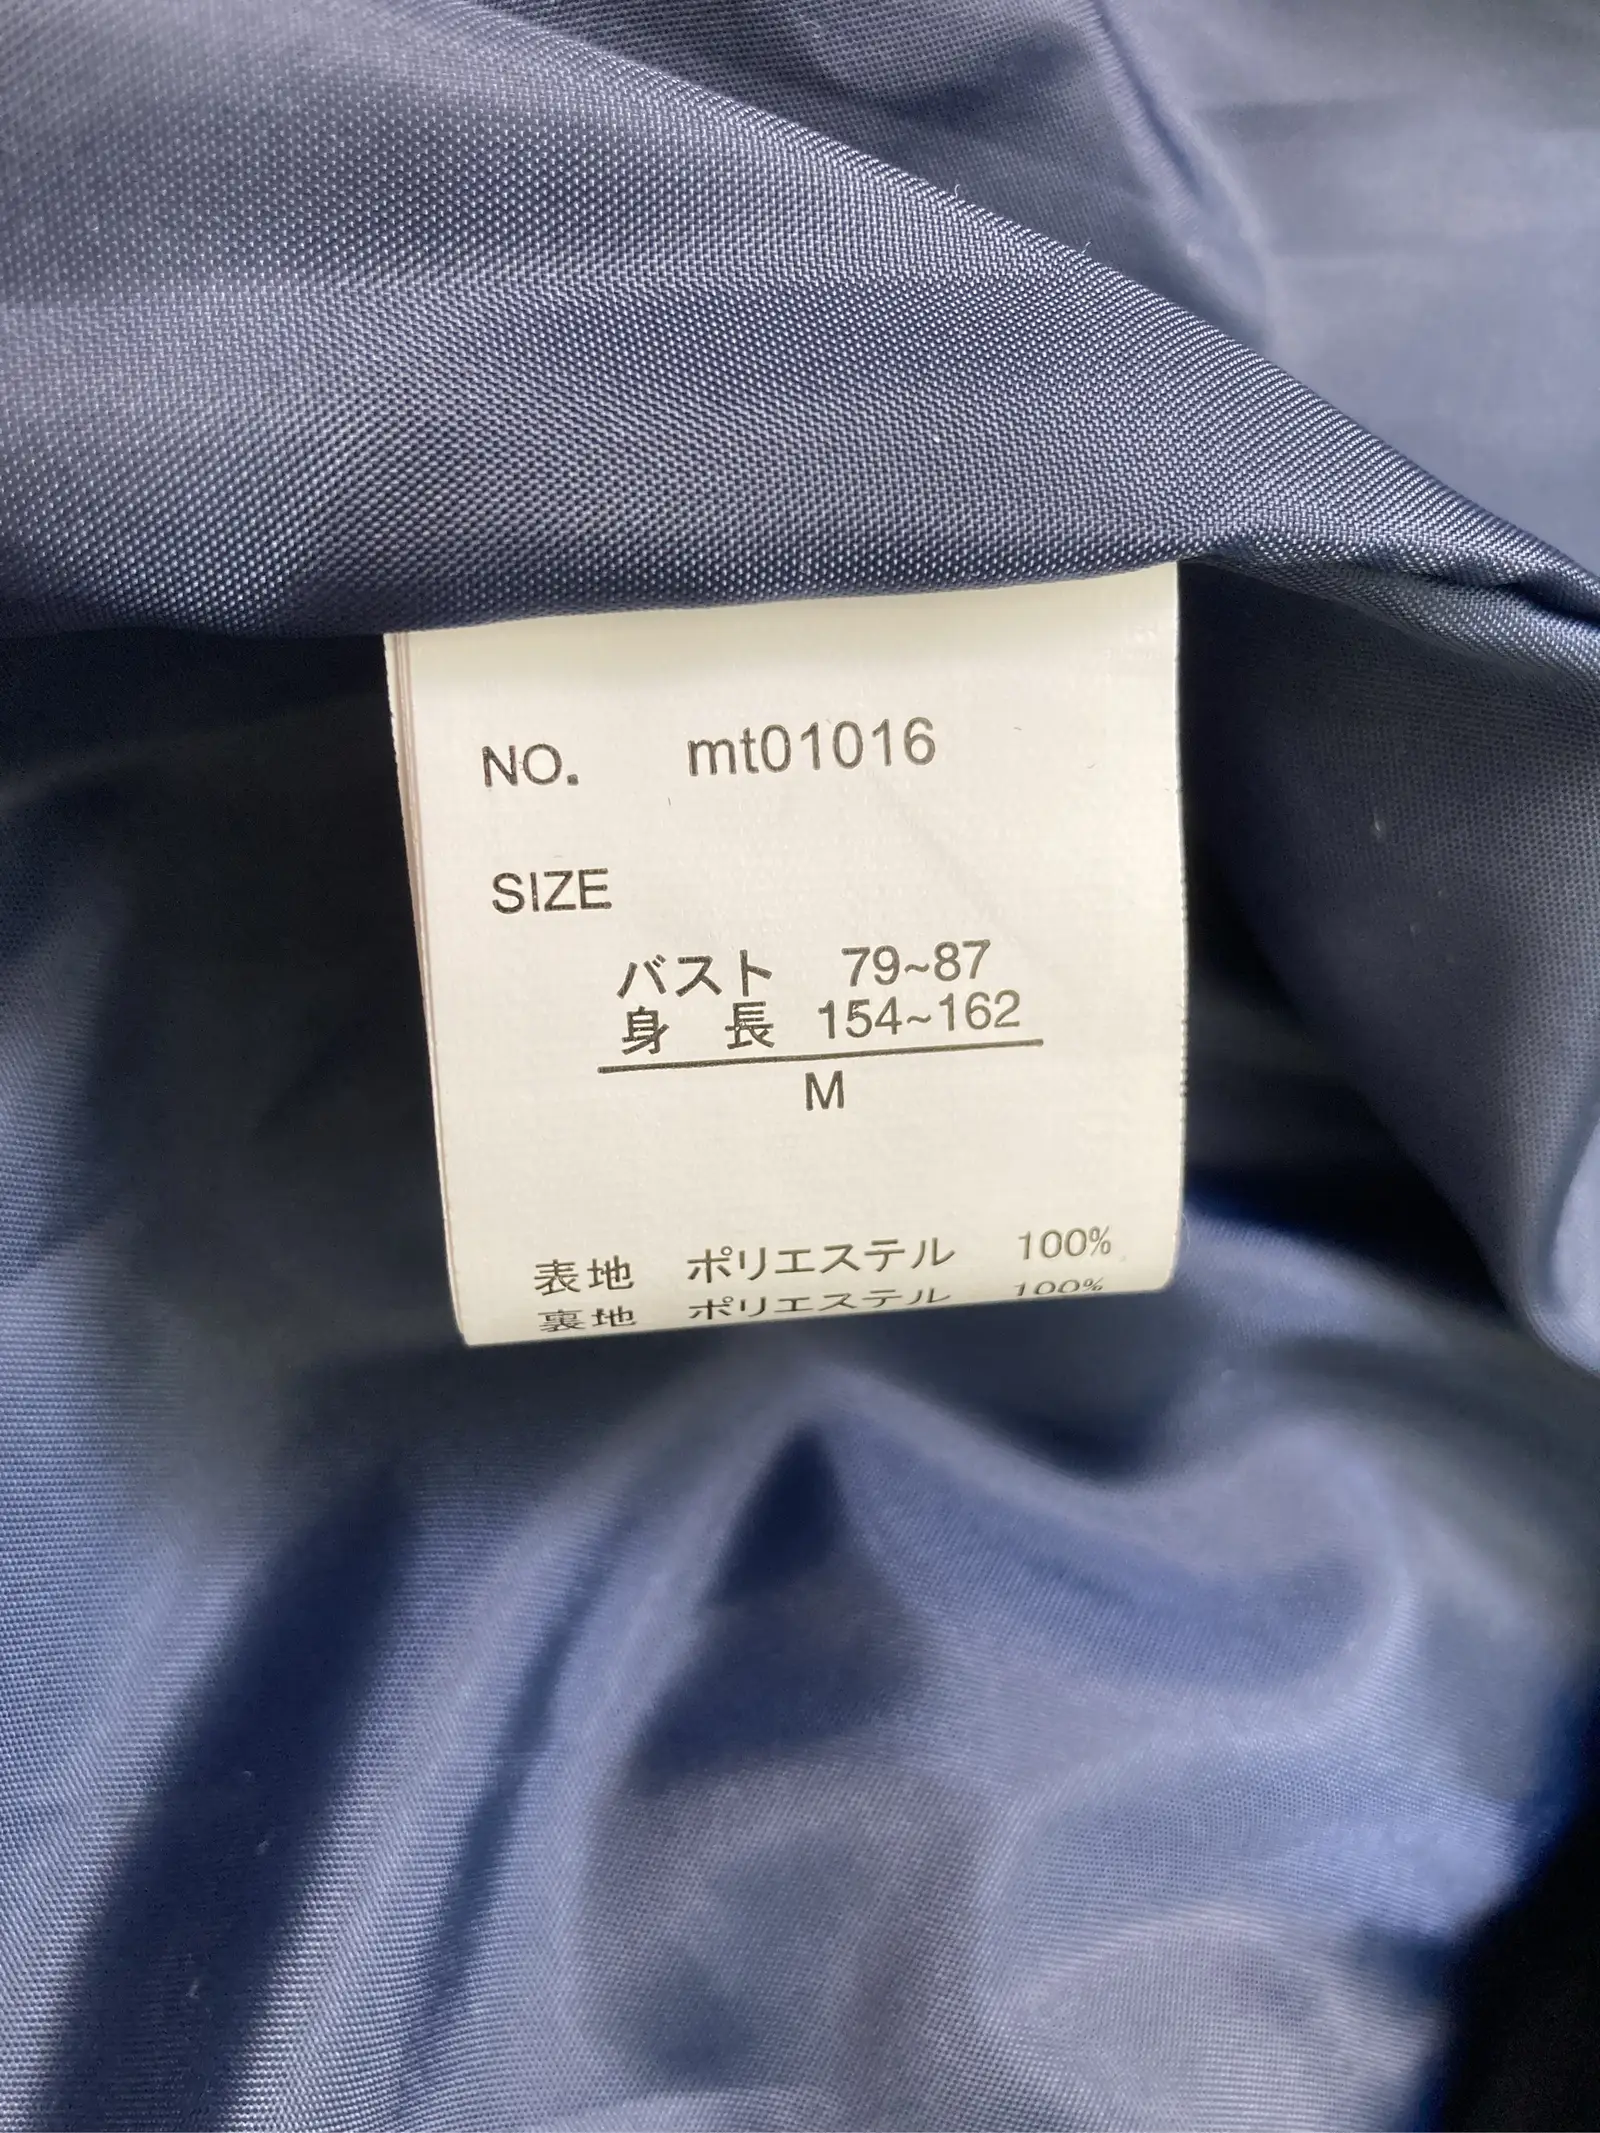 NO. mt01016
SIZE
バスト 79~87
身 長 154~162
M
表地 ポリエステル 100%
裏地 ポリエステル 100%